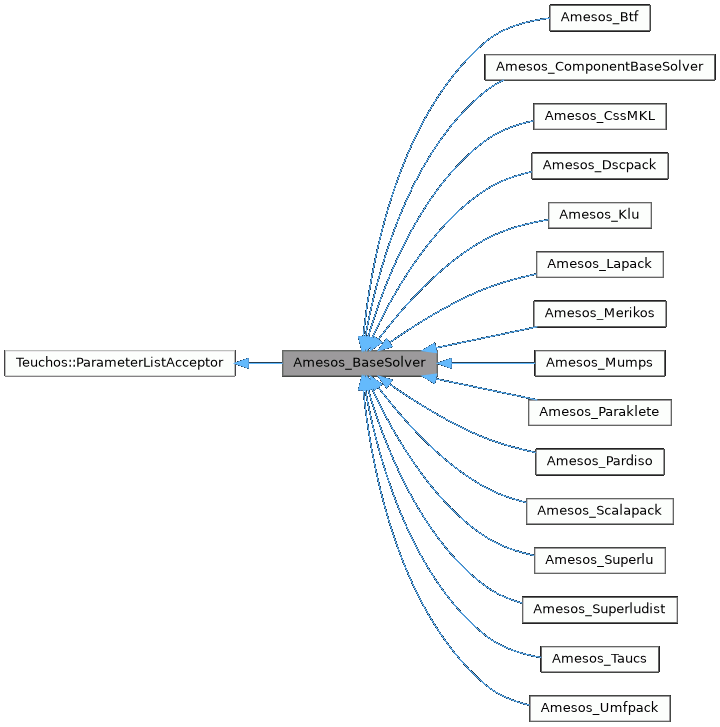 Amesos_Btf
Amesos_ComponentBaseSolver
Amesos_CssMKL
Amesos_Dscpack
Amesos_Klu
Amesos_Lapack
Amesos_Merikos
Teuchos::ParameterListAcceptor
Amesos_BaseSolver
Amesos_Mumps
Amesos_Paraklete
Amesos_Pardiso
Amesos_Scalapack
Amesos_Superlu
Amesos_Superludist
Amesos_Taucs
Amesos_Umfpack